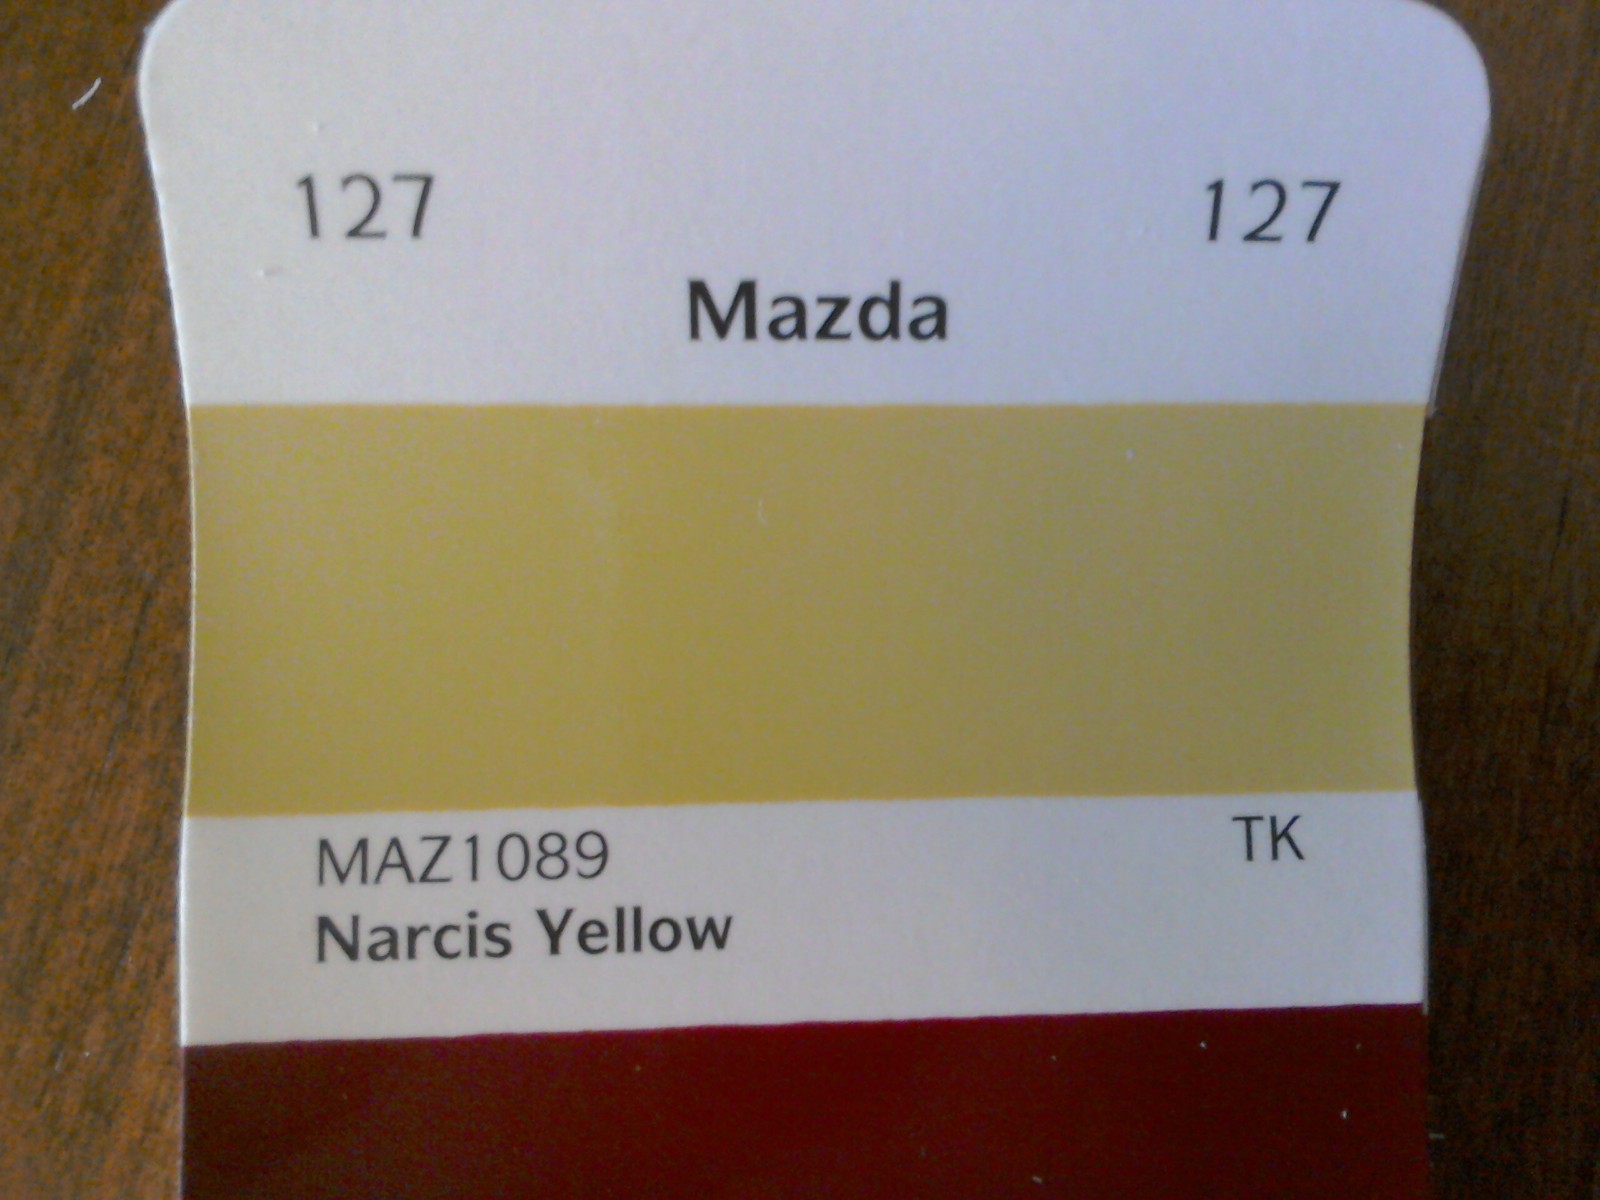 127 127
Mazda
MAZ1089 TK
Narcis Yellow